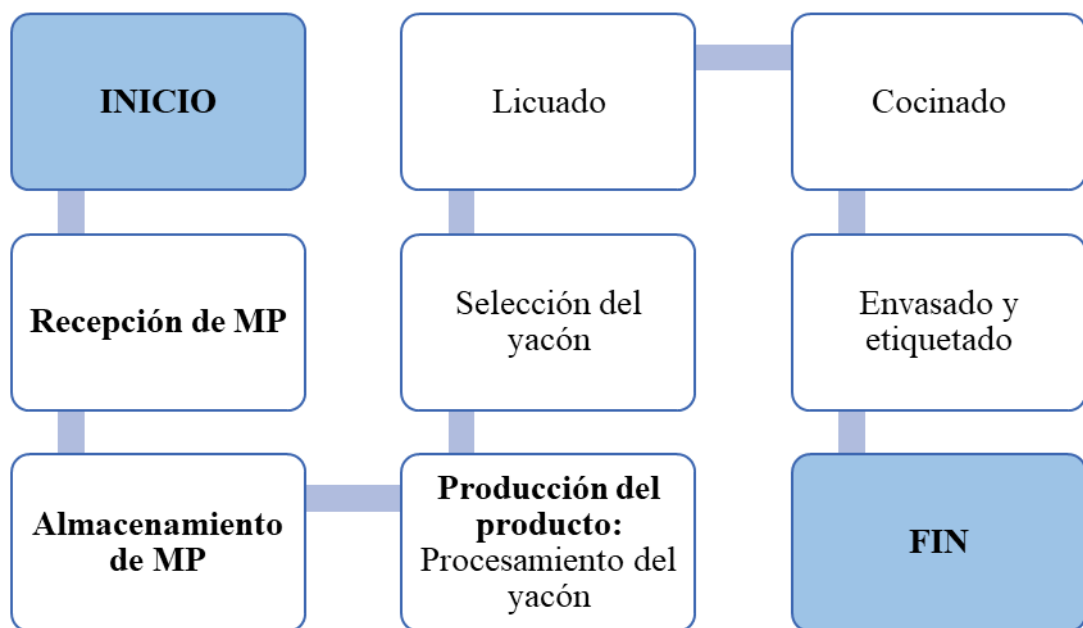 INICIO
Recepción de MP
Almacenamiento
de MP
Producción del
producto:
Procesamiento del
yacón
Selección del
yacón
Licuado
Cocinado
Envasado y
etiquetado
FIN